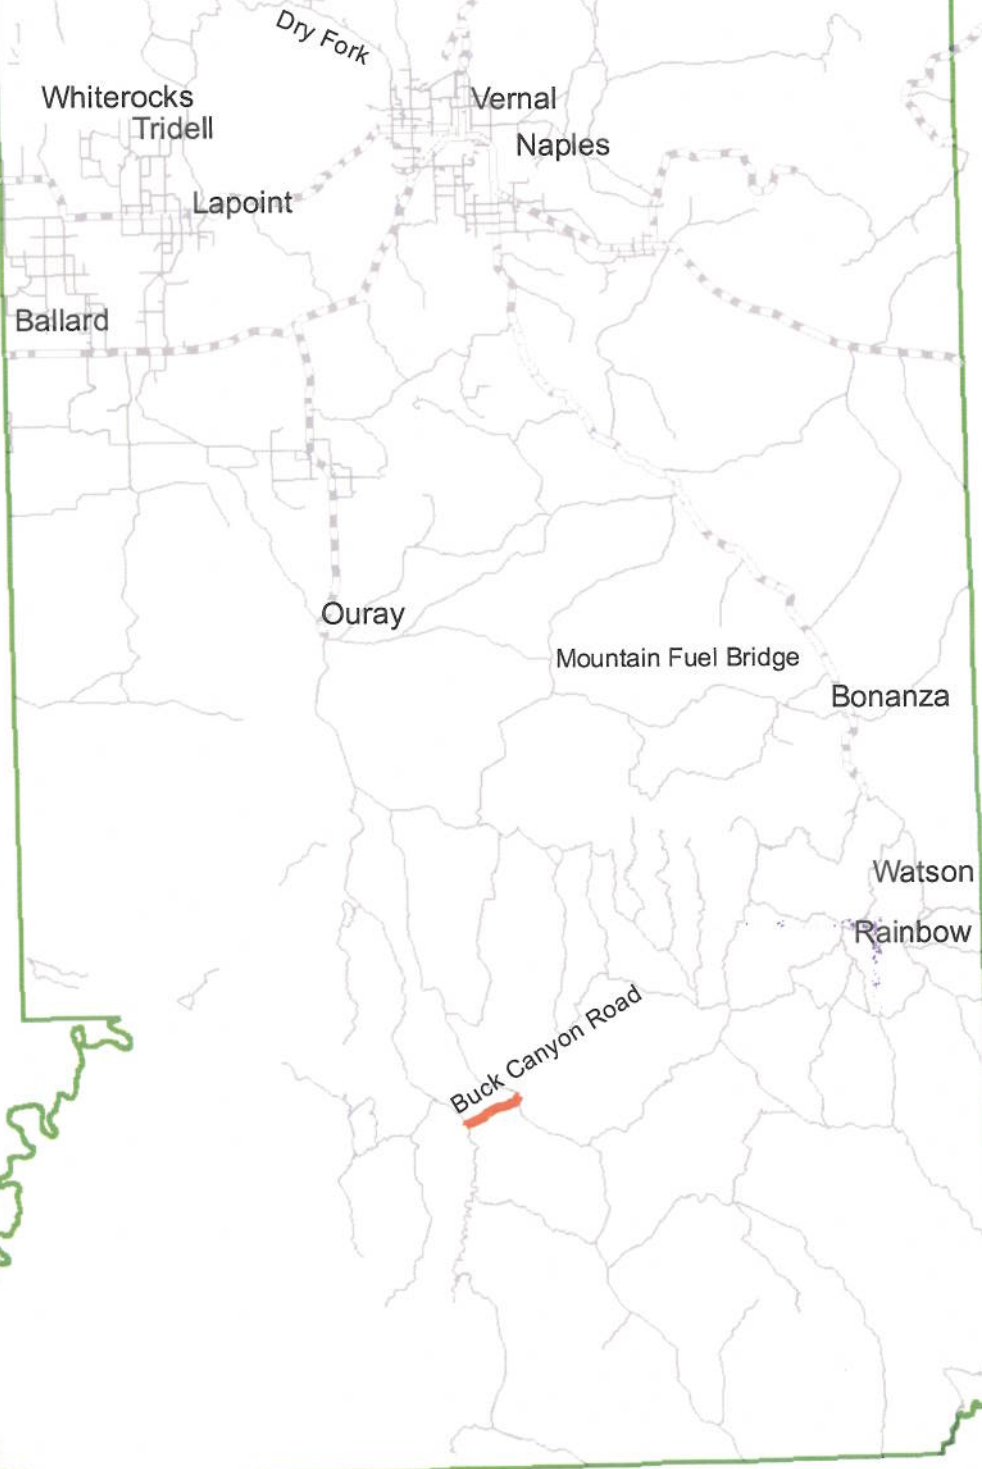 Dry Fork
Whiterocks
Vernal
Tridell
Naples
Lapoint
Ballard
Ouray
Mountain Fuel Bridge
Bonanza
Watson
Rainbow
Buck Canyon Road